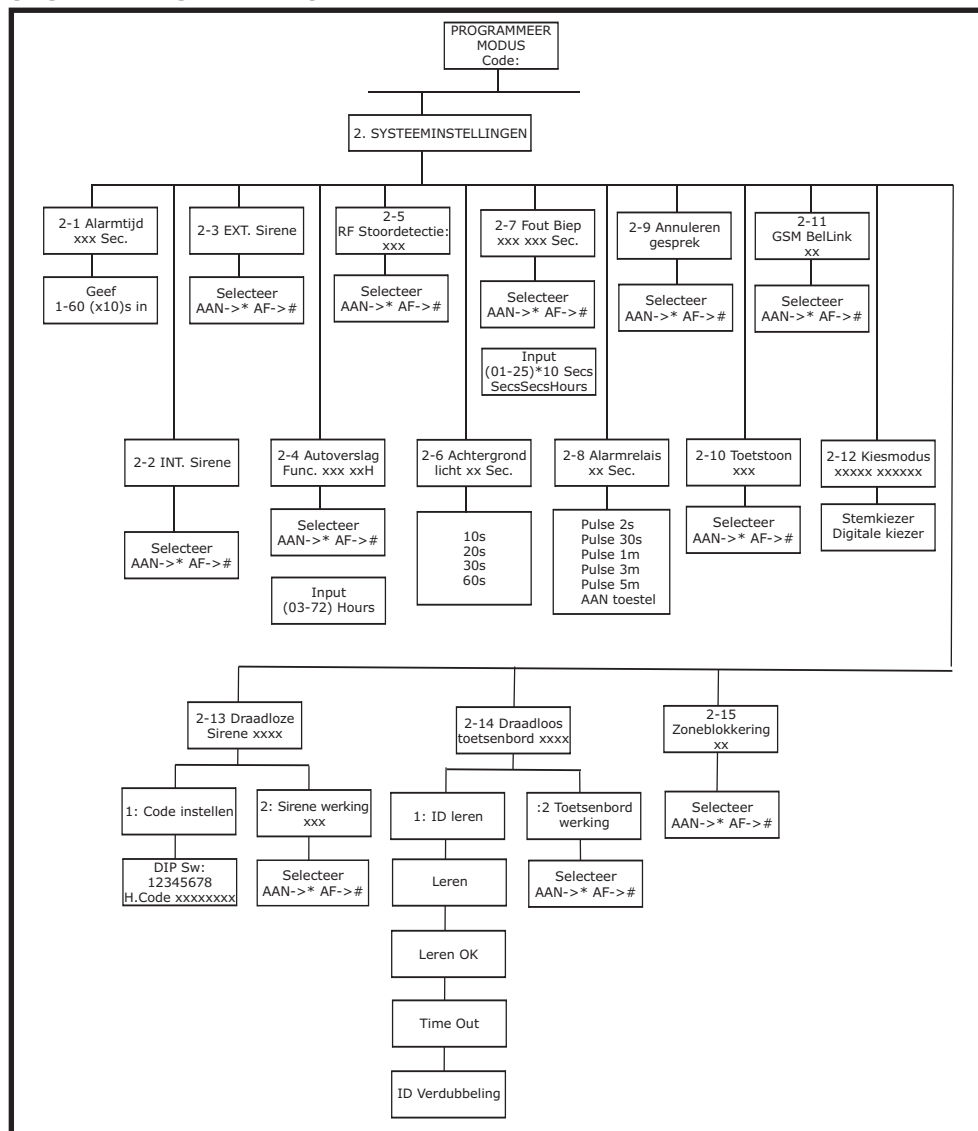 PROGRAMMEER
MODUS
Code:
2. SYSTEEMINSTELLINGEN
2-1 Alarmtijd
xxx Sec.
Geef
1-60 (x10)s in
2-3 EXT. Sirene
Selecteer
AAN->* AF->#
2-5
RF Stoordetectie:
xxx
Selecteer
AAN->* AF->#
2-7 Fout Biep
xxx xxx Sec.
Selecteer
AAN->* AF->#
Input
(01-25)*10 Secs
SecsSecsHours
2-9 Annuleren
gesprek
Selecteer
AAN->* AF->#
2-11
GSM BelLink
xx
Selecteer
AAN->* AF->#
2-2 INT. Sirene
Selecteer
AAN->* AF->#
2-4 Autoverslag
Func. xxx xxH
Selecteer
AAN->* AF->#
Input
(03-72) Hours
2-6 Achtergrond
licht xx Sec.
10s
20s
30s
60s
2-8 Alarmrelais
xx Sec.
Pulse 2s
Pulse 30s
Pulse 1m
Pulse 3m
Pulse 5m
AAN toestel
2-10 Toetstoon
xxx
Selecteer
AAN->* AF->#
2-12 Kiesmodus
xxxxx xxxxxx
Stemkiezer
Digitale kiezer
2-13 Draadloze
Sirene xxxx
1: Code instellen
DIP Sw:
12345678
H.Code xxxxxxxx
2: Sirene werking
xxx
Selecteer
AAN->* AF->#
2-14 Draadloos
toetsenbord xxxx
1: ID leren
Leren
Leren OK
Time Out
ID Verdubbeling
:2 Toetsenbord
werking
Selecteer
AAN->* AF->#
2-15
Zoneblokkering
xx
Selecteer
AAN->* AF->#